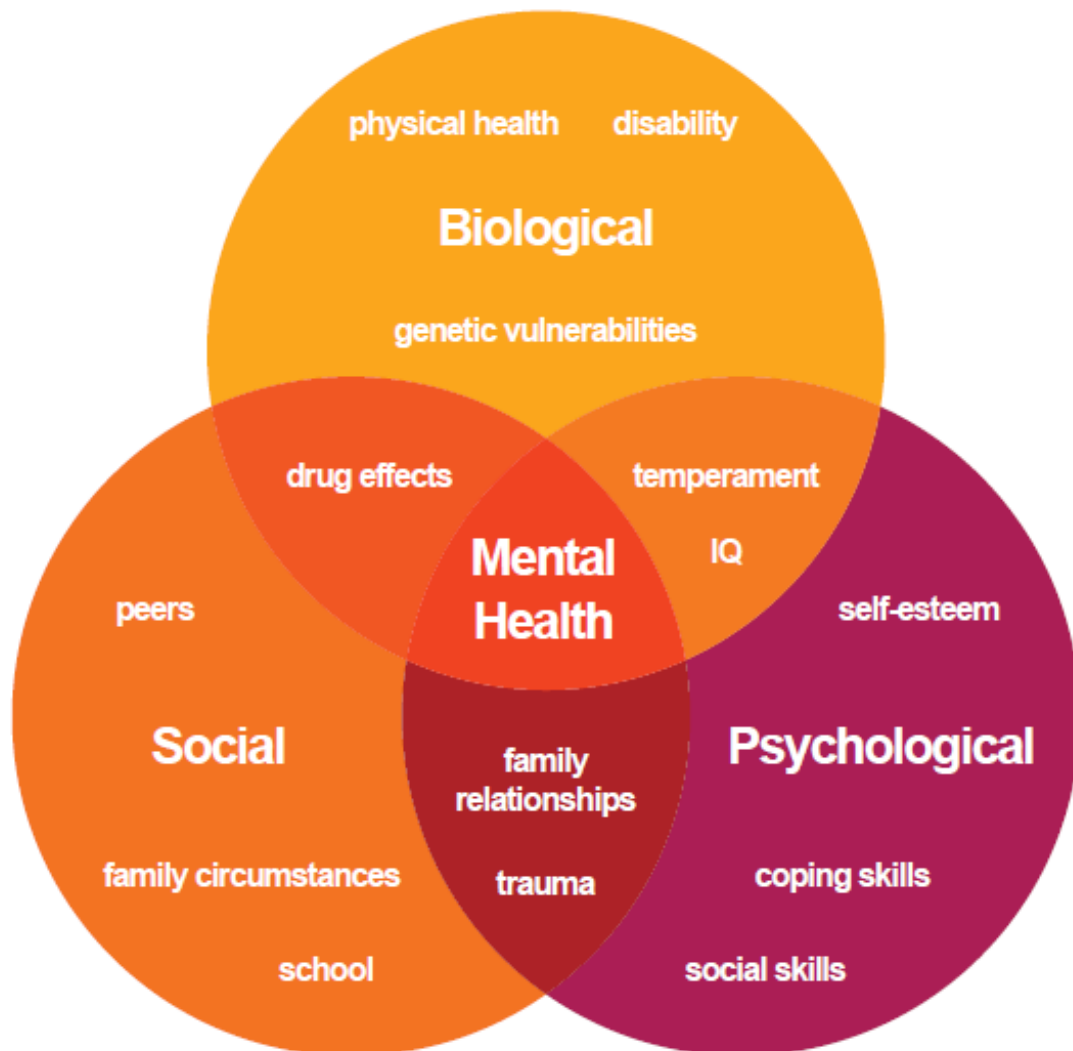 physical health disability
Biological
genetic vulnerabilities
drug effects temperament
Mental
Health
IQ
peers
self-esteem
Social
Psychological
family
relationships
family circumstances
trauma
coping skills
school
social skills